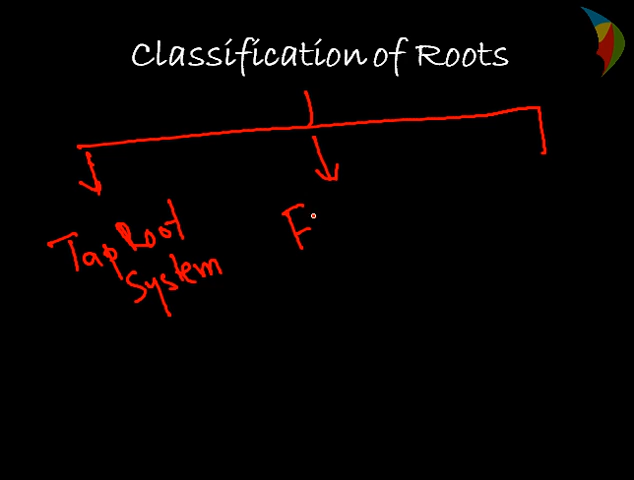 Classification of Roots
Tap Root
System
F